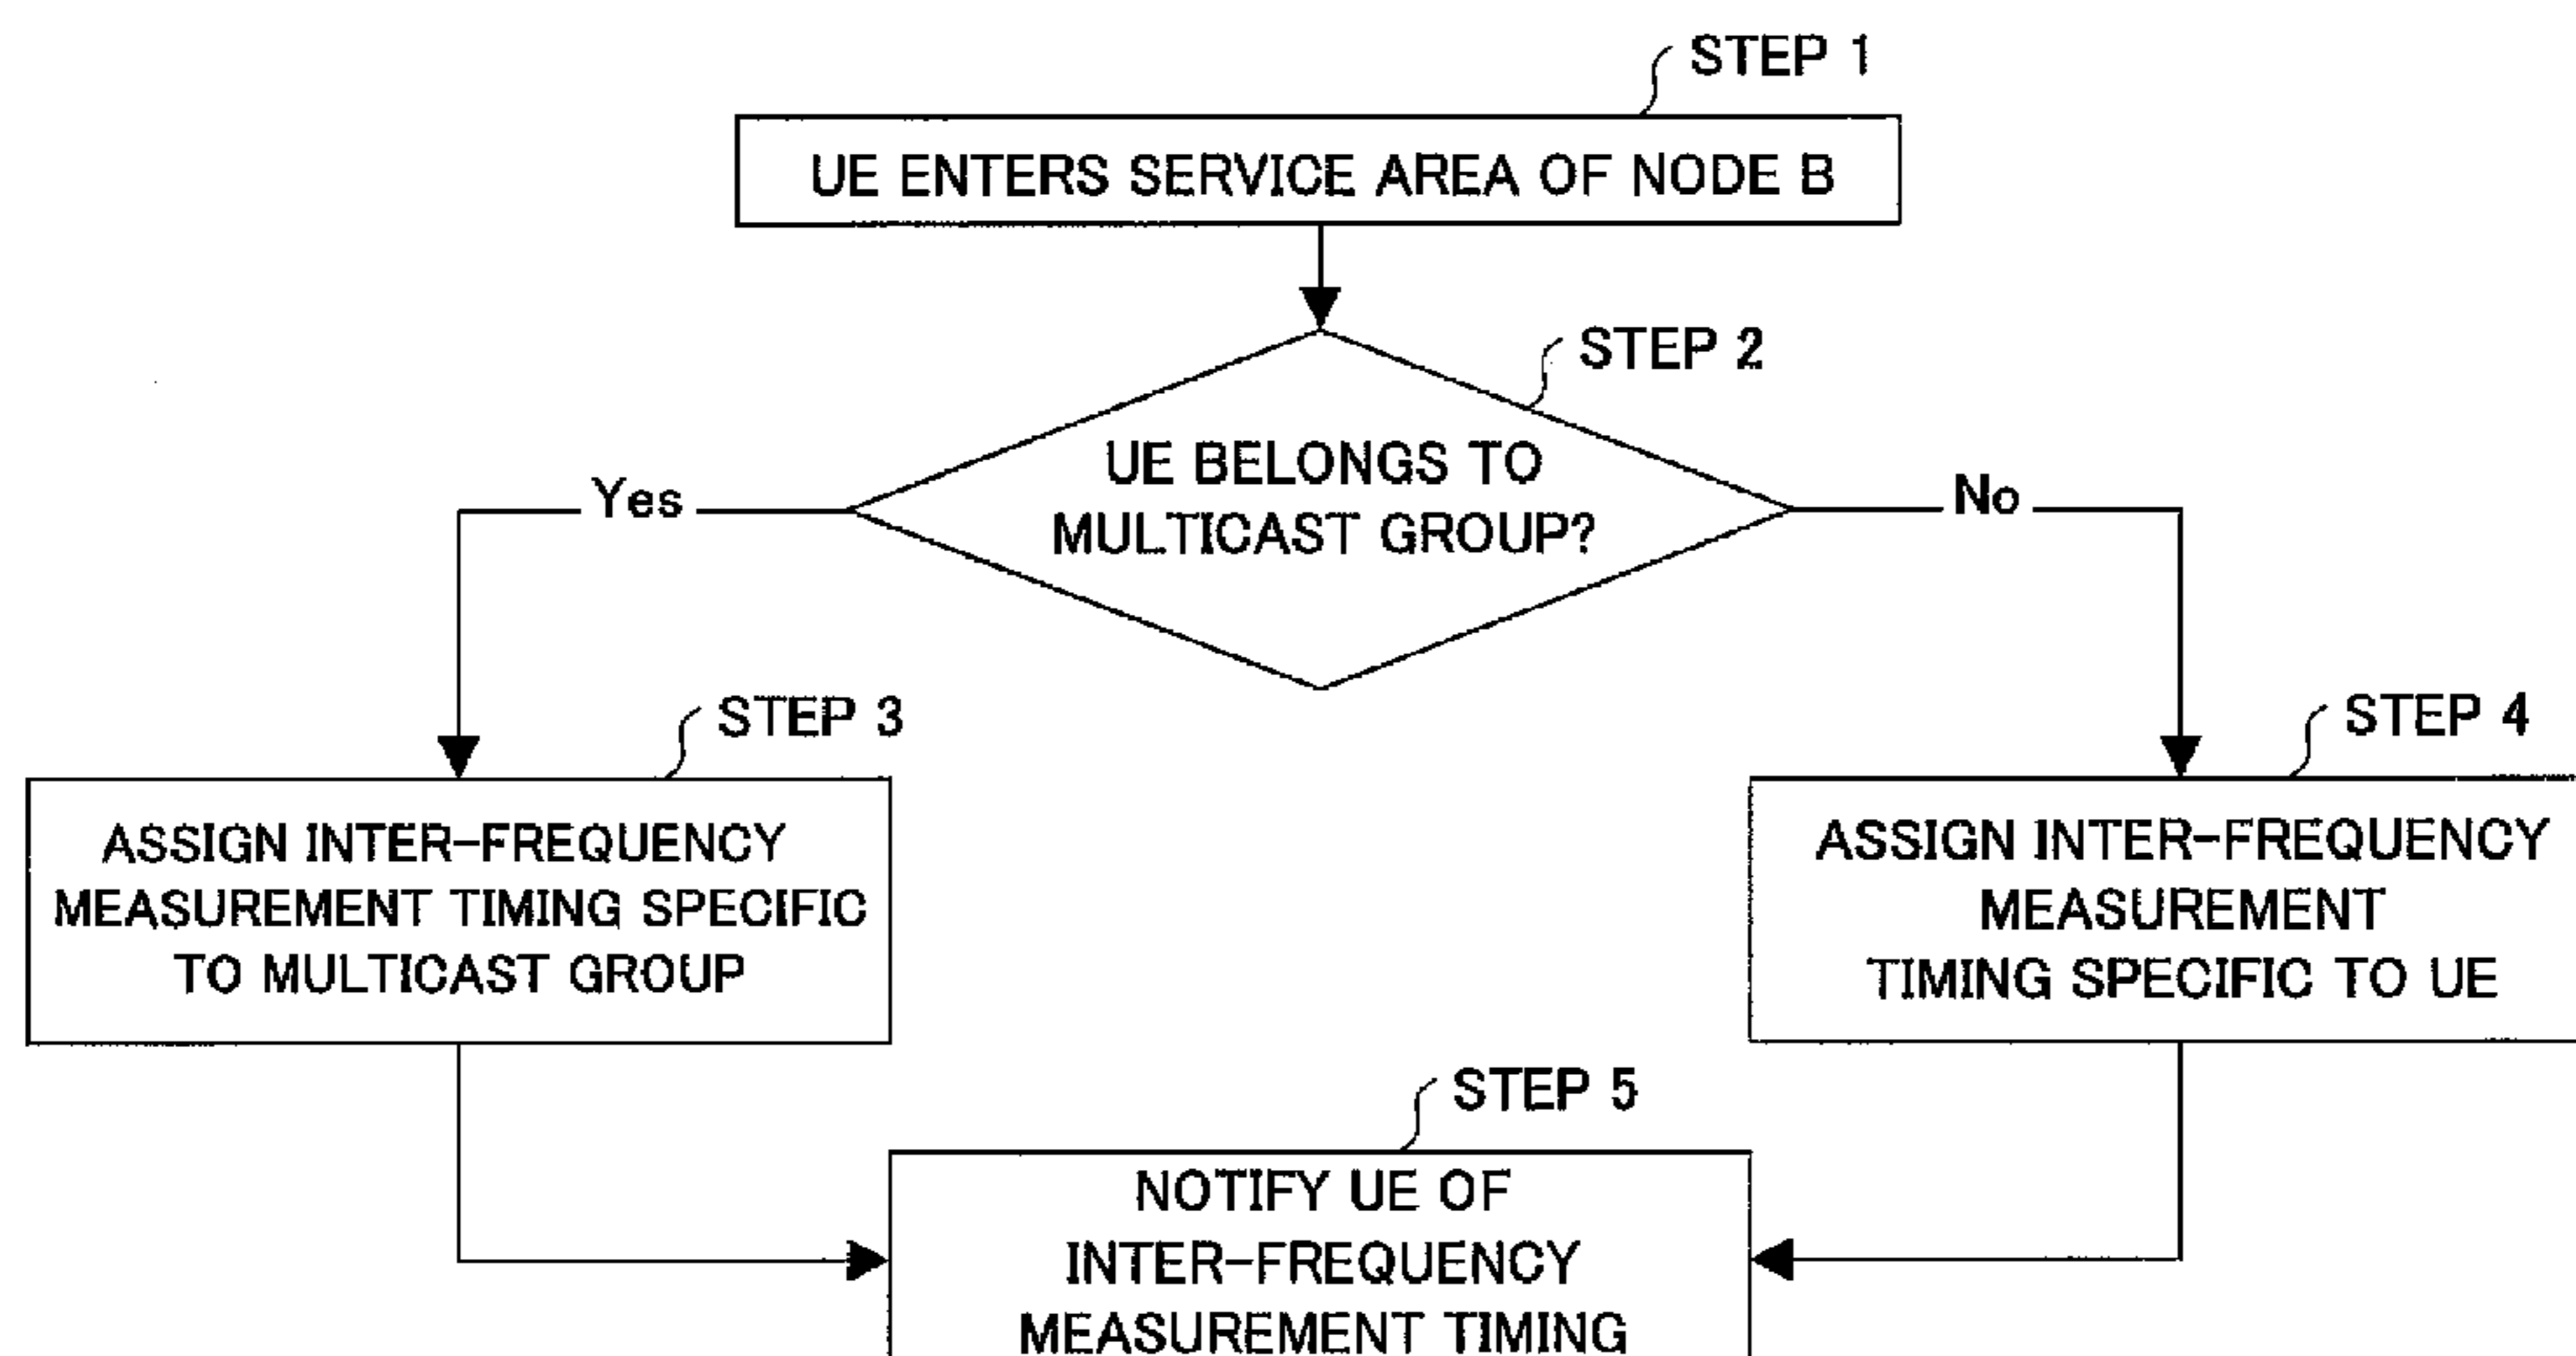 STEP 1
UE ENTERS SERVICE AREA OF NODE B
STEP 2
UE BELONGS TO
MULTICAST GROUP?
Yes
No
STEP 3
ASSIGN INTER-FREQUENCY
MEASUREMENT TIMING SPECIFIC
TO MULTICAST GROUP
STEP 4
ASSIGN INTER-FREQUENCY
MEASUREMENT
TIMING SPECIFIC TO UE
STEP 5
NOTIFY UE OF
INTER-FREQUENCY
MEASUREMENT TIMING